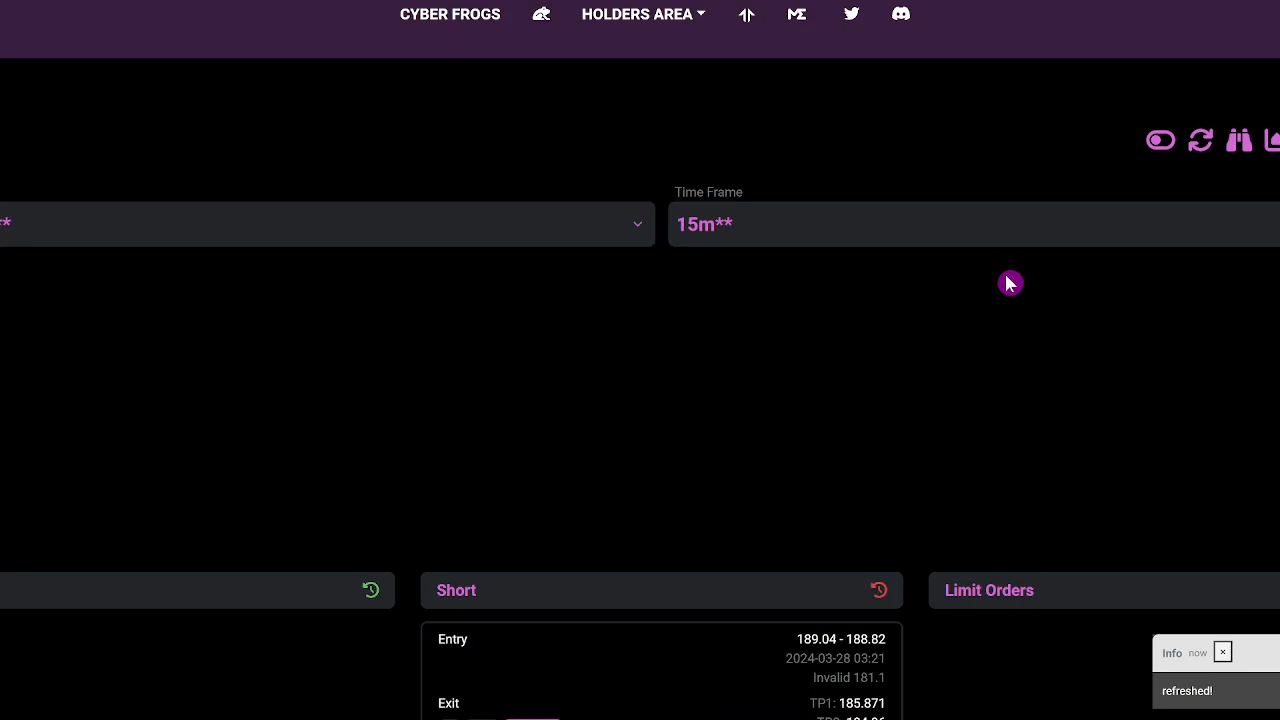 CYBER FROGS HOLDERS AREA
Time Frame
** 15m**
Short Limit Orders
Entry 189.04 - 188.82
2024-03-28 03:21
Invalid 181.1
Info now ×
refreshed!
Exit TP1: 185.871